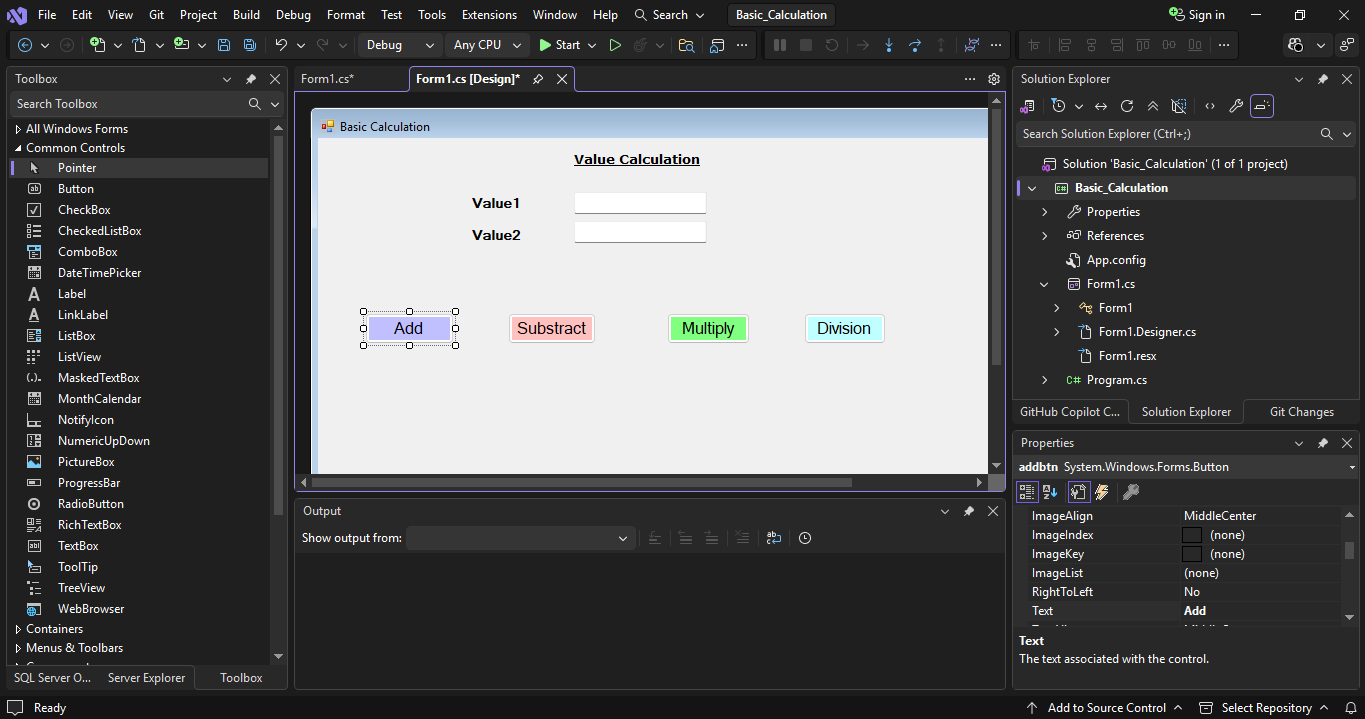 File Edit View Git Project Build Debug Format Test Tools Extensions Window Help Search Basic_Calculation Sign in
Debug Any CPU Start
Toolbox
Search Toolbox
All Windows Forms
Common Controls
Pointer
Button
CheckBox
CheckedListBox
ComboBox
DateTimePicker
Label
LinkLabel
ListBox
ListView
MaskedTextBox
MonthCalendar
NotifyIcon
NumericUpDown
PictureBox
ProgressBar
RadioButton
RichTextBox
TextBox
ToolTip
TreeView
WebBrowser
Containers
Menus & Toolbars
SQL Server O... Server Explorer Toolbox
Form1.cs* Form1.cs [Design]*
Basic Calculation
Value Calculation
Value1
Value2
Add Substract Multiply Division
Output
Show output from:
Solution Explorer
Search Solution Explorer (Ctrl+;)
Solution 'Basic_Calculation' (1 of 1 project)
Basic_Calculation
Properties
References
App.config
Form1.cs
Form1
Form1.Designer.cs
Form1.resx
C# Program.cs
GitHub Copilot C... Solution Explorer Git Changes
Properties
addbtn System.Windows.Forms.Button
ImageAlign MiddleCenter
ImageIndex (none)
ImageKey (none)
ImageList (none)
RightToLeft No
Text Add
Text
The text associated with the control.
Ready Add to Source Control Select Repository